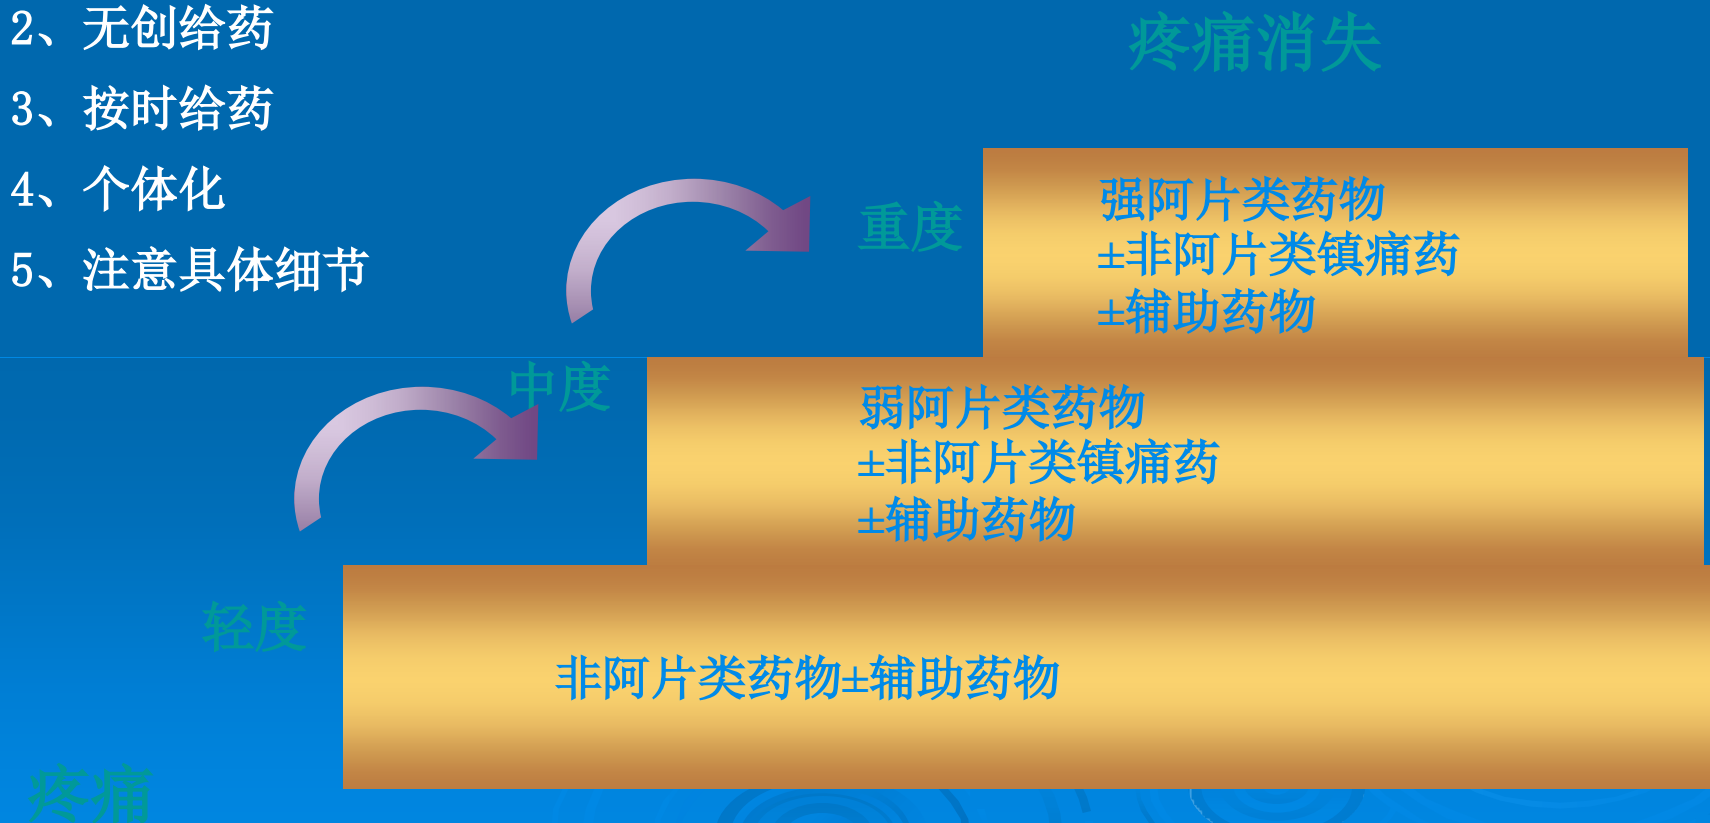 2、无创给药
3、按时给药
4、个体化
5、注意具体细节
疼痛消失
重度
强阿片类药物
±非阿片类镇痛药
±辅助药物
中度
弱阿片类药物
±非阿片类镇痛药
±辅助药物
轻度
非阿片类药物±辅助药物
疼痛